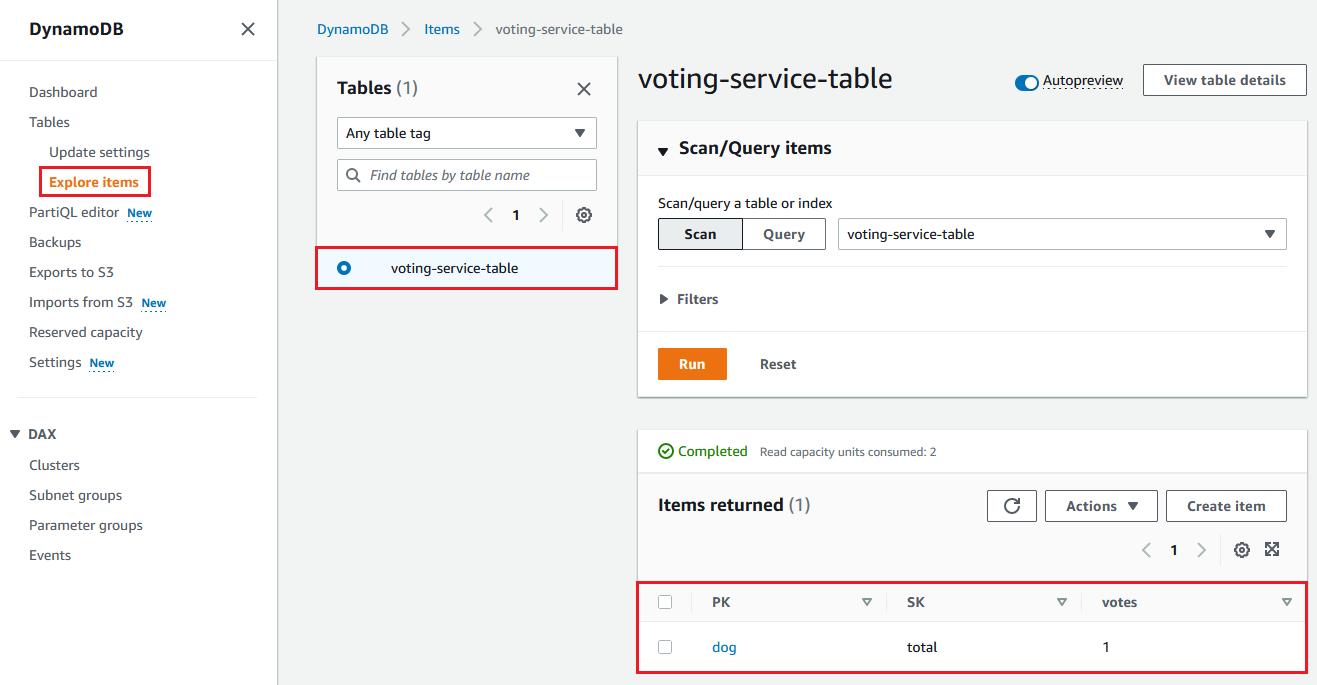 DynamoDB
Dashboard
Tables
Update settings
Explore items
PartiQL editor New
Backups
Exports to S3
Imports from S3 New
Reserved capacity
Settings New
DAX
Clusters
Subnet groups
Parameter groups
Events
DynamoDB > Items > voting-service-table
Tables (1)
Any table tag
Find tables by table name
1
voting-service-table
voting-service-table
Autopreview
View table details
Scan/Query items
Scan/query a table or index
Scan Query voting-service-table
Filters
Run Reset
Completed Read capacity units consumed: 2
Items returned (1)
Actions
Create item
1
PK SK votes
dog total 1